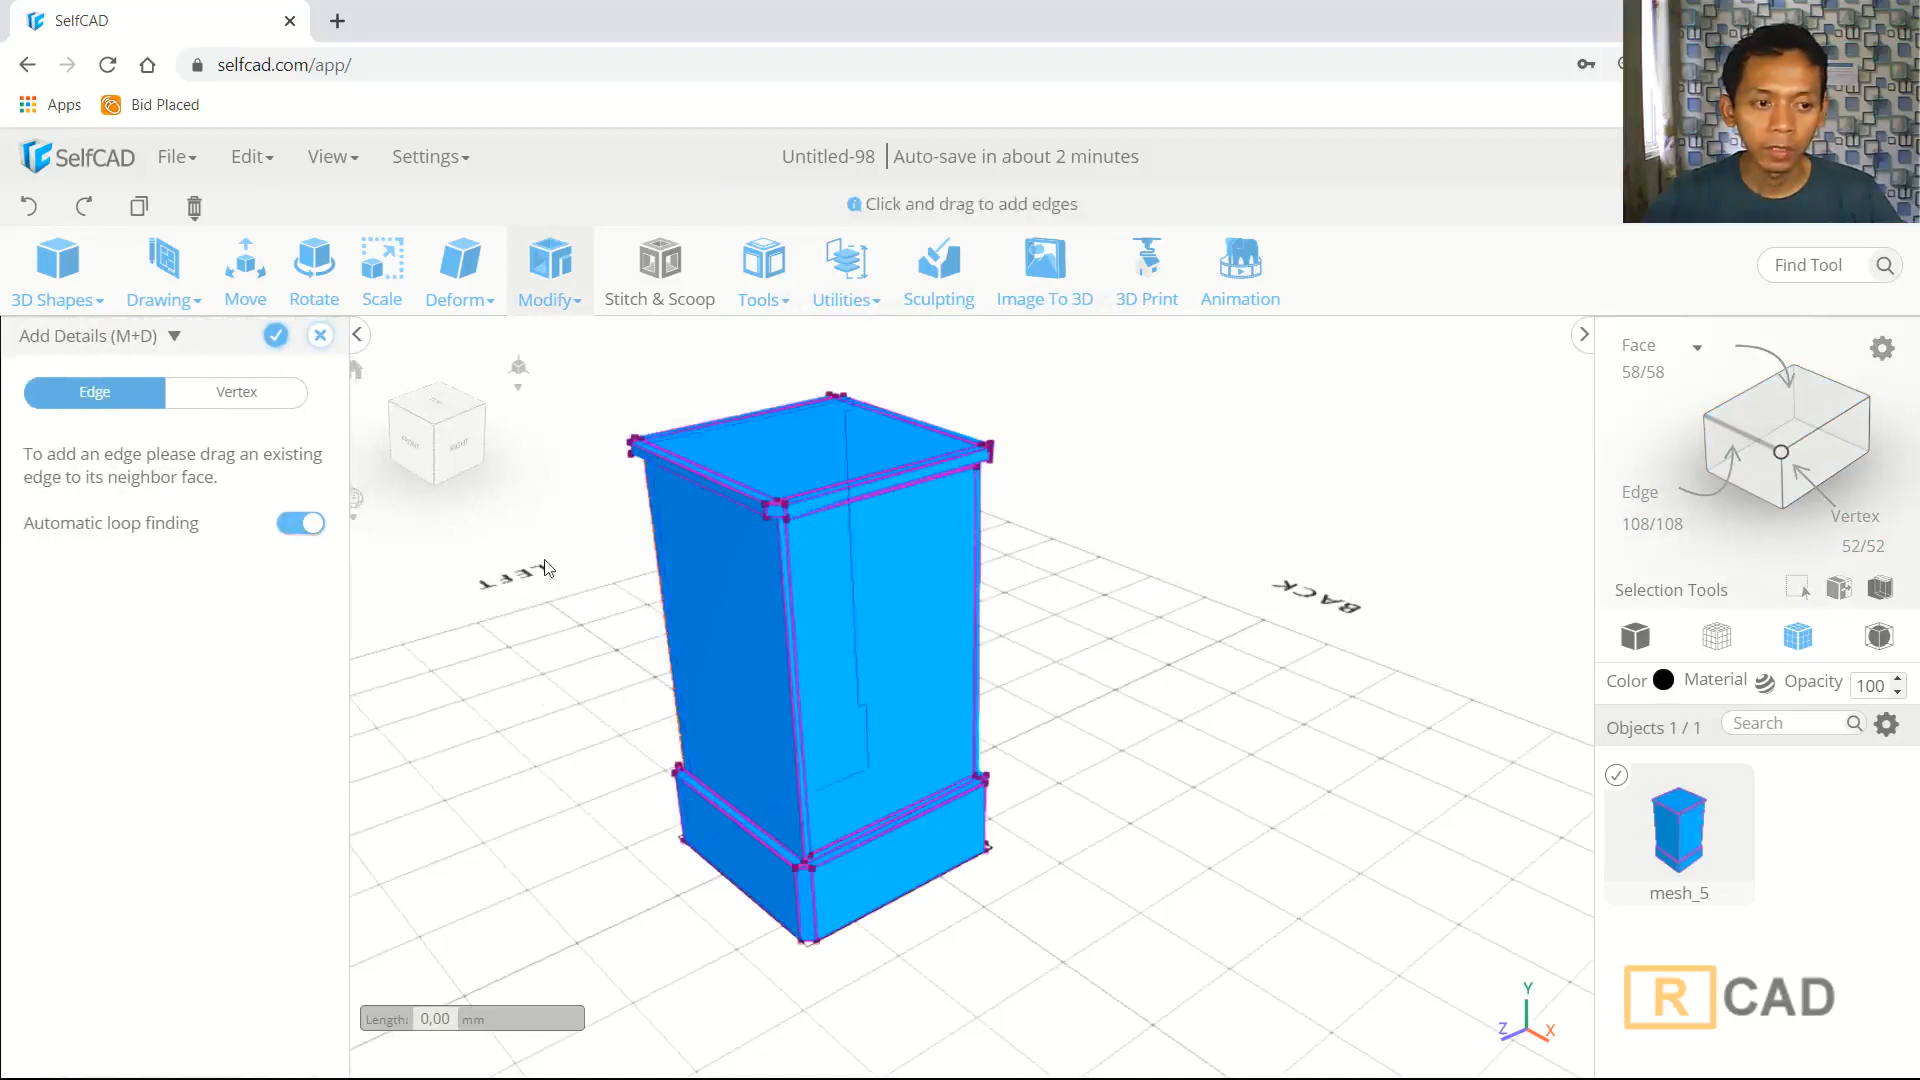 SelfCAD
selfcad.com/app/
Apps
Bid Placed
SelfCAD
File
Edit
View
Settings
Untitled-98
Auto-save in about 2 minutes
Click and drag to add edges
3D Shapes
Drawing
Move
Rotate
Scale
Deform
Modify
Stitch & Scoop
Tools
Utilities
Sculpting
Image To 3D
3D Print
Animation
Find Tool
Add Details (M+D)
Edge
Vertex
To add an edge please drag an existing
edge to its neighbor face.
Automatic loop finding
FRONT
RIGHT
LEFT
BACK
Length: 0,00 mm
Y
Z
X
Face
58/58
Edge
108/108
Vertex
52/52
Selection Tools
Color
Material
Opacity
100
Objects 1 / 1
Search
mesh_5
R CAD